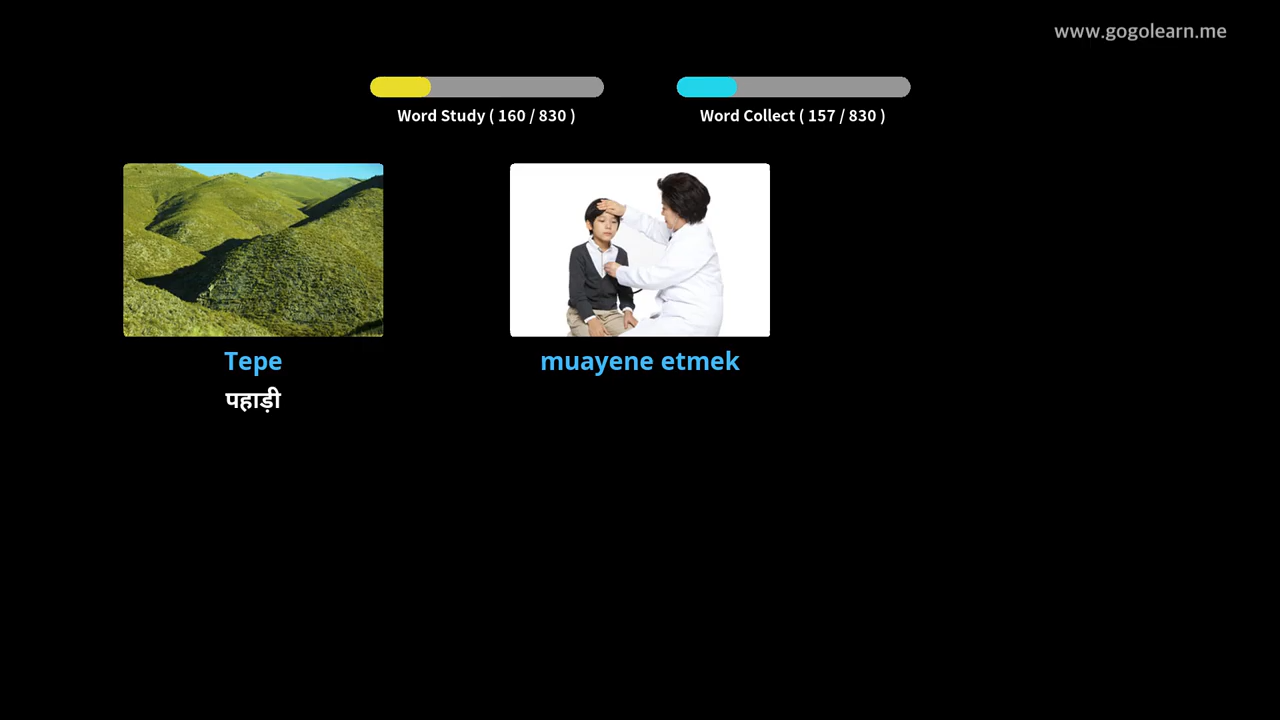 www.gogolearn.me
Word Study ( 160 / 830 )
Word Collect ( 157 / 830 )
Tepe
muayene etmek
पहाड़ी